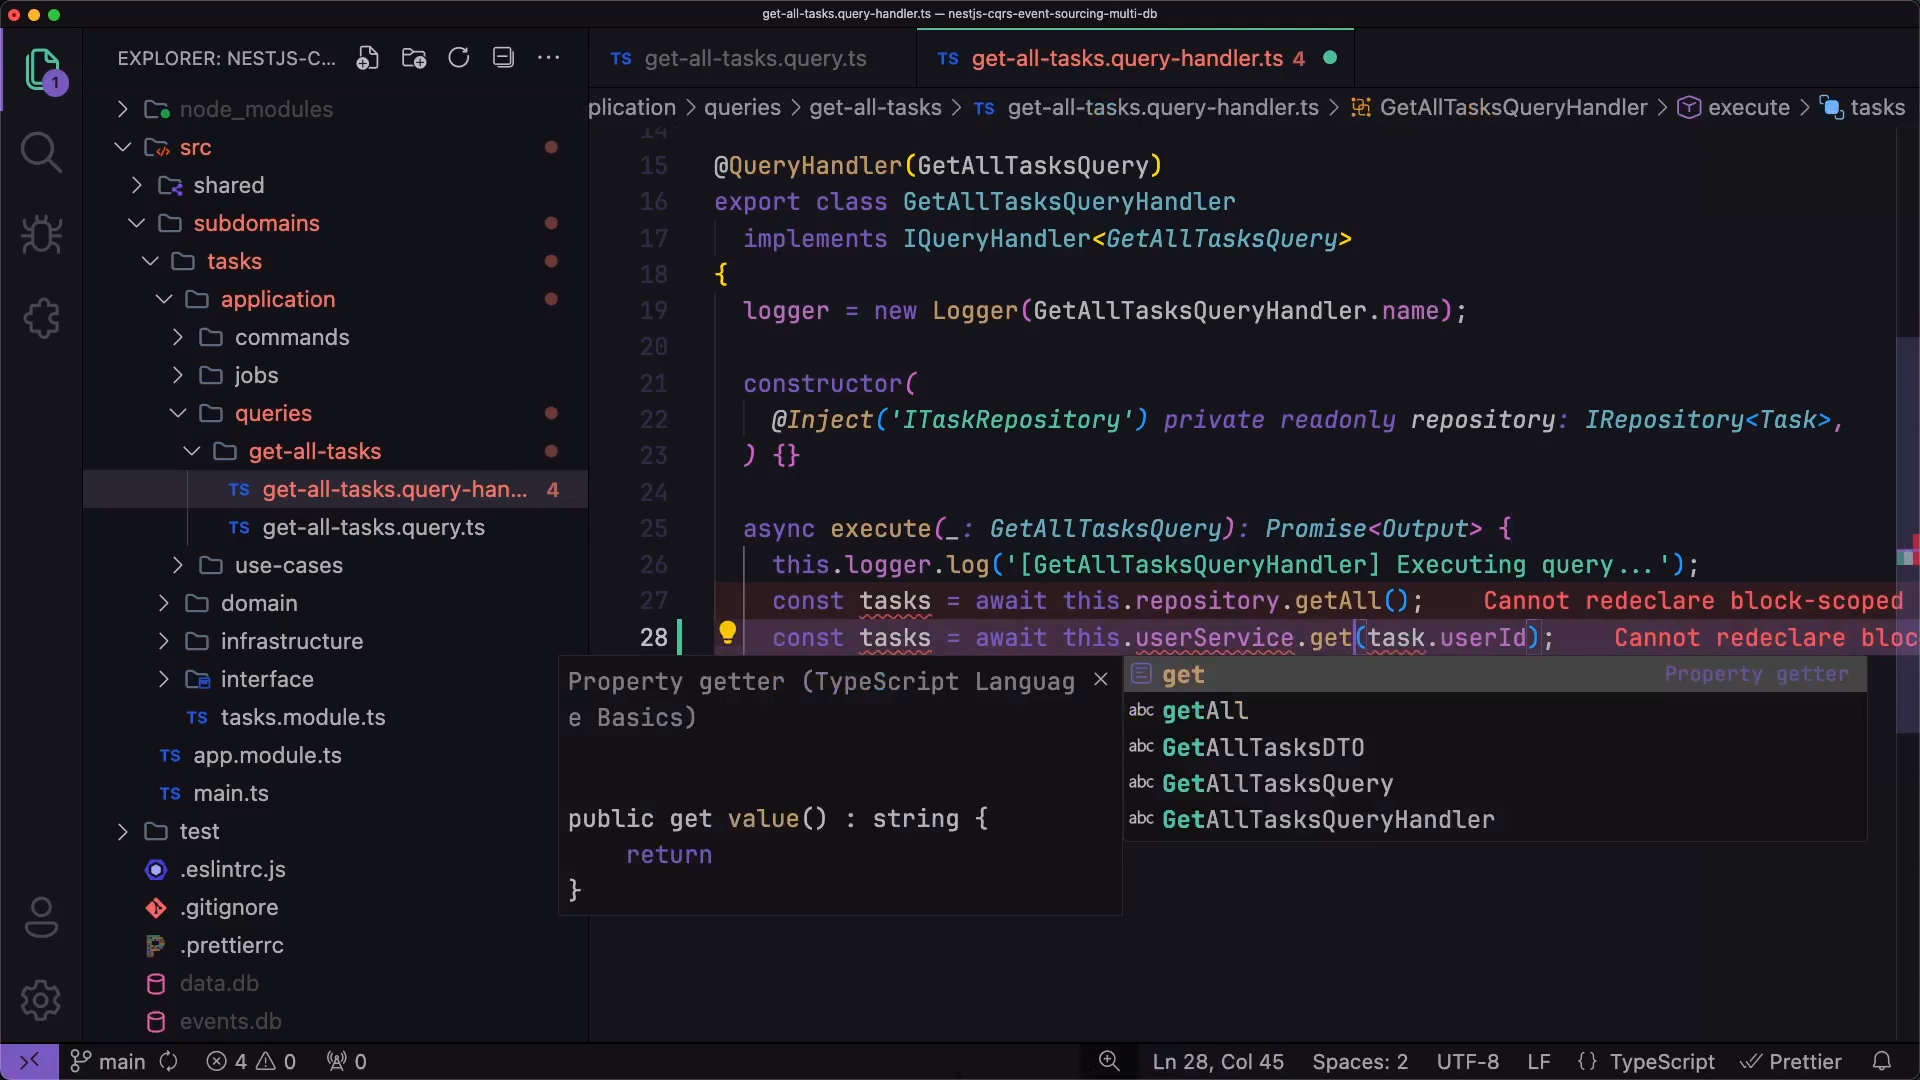 get-all-tasks.query-handler.ts — nestjs-cqrs-event-sourcing-multi-db
1
EXPLORER: NESTJS-C...
node_modules
src
shared
subdomains
tasks
application
commands
jobs
queries
get-all-tasks
TS get-all-tasks.query-han... 4
TS get-all-tasks.query.ts
use-cases
domain
infrastructure
interface
TS tasks.module.ts
TS app.module.ts
TS main.ts
test
.eslintrc.js
.gitignore
.prettierrc
data.db
events.db
TS get-all-tasks.query.ts
TS get-all-tasks.query-handler.ts 4
plication > queries > get-all-tasks > TS get-all-tasks.query-handler.ts > GetAllTasksQueryHandler > execute > tasks
14
15 @QueryHandler(GetAllTasksQuery)
16 export class GetAllTasksQueryHandler
17 implements IQueryHandler<GetAllTasksQuery>
18 {
19 logger = new Logger(GetAllTasksQueryHandler.name);
20
21 constructor(
22 @Inject('ITaskRepository') private readonly repository: IRepository<Task>,
23 ) {}
24
25 async execute(_: GetAllTasksQuery): Promise<Output> {
26 this.logger.log('[GetAllTasksQueryHandler] Executing query...');
27 const tasks = await this.repository.getAll(); Cannot redeclare block-scoped
28 const tasks = await this.userService.get(task.userId); Cannot redeclare bloc
Property getter (TypeScript Languag
e Basics)
public get value() : string {
return
}
get Property getter
abc getAll
abc GetAllTasksDTO
abc GetAllTasksQuery
abc GetAllTasksQueryHandler
main 4 0 0 Ln 28, Col 45 Spaces: 2 UTF-8 LF {} TypeScript Prettier